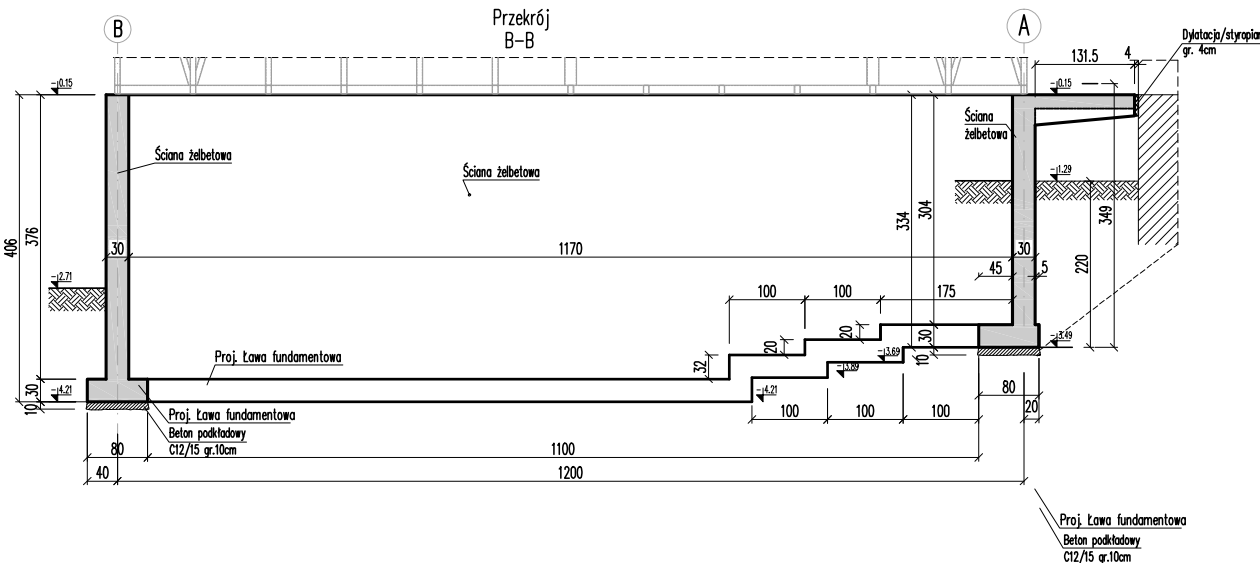 Przekrój
B-B
B
A
Dylatacja/styropian
gr. 4cm
131.5
4
-0.15
-0.15
Ściana
żelbetowa
Ściana żelbetowa
Ściana żelbetowa
-1.29
406
376
334
304
349
220
30
1170
30
45
5
-2.71
100
100
175
20
20
32
30
10
-3.49
-3.69
-3.89
-4.21
Proj. Ława fundamentowa
30
10
-4.21
80
20
Proj. Ława fundamentowa
Beton podkładowy
C12/15 gr.10cm
100
100
100
80
1100
40
1200
Proj. Ława fundamentowa
Beton podkładowy
C12/15 gr.10cm